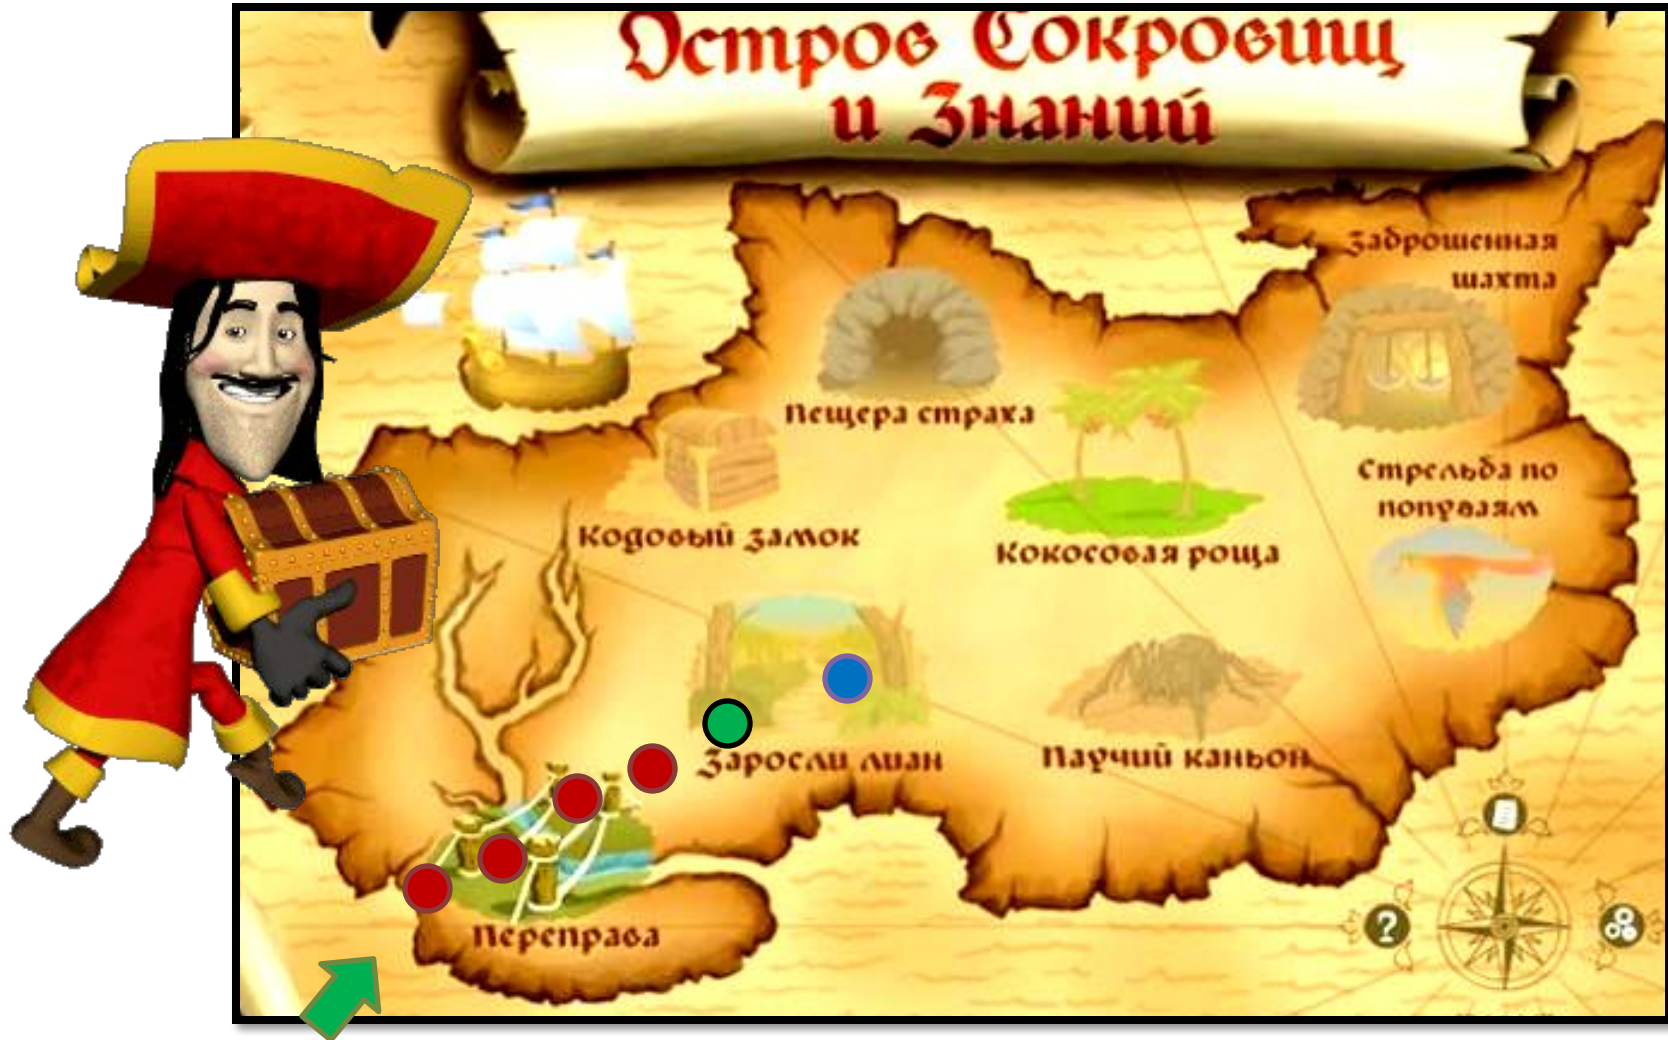 Остров Сокровищ
и Знаний
Заброшенная
шахта
Пещера страха
Стрельба по
попугаям
Кодовый замок
Кокосовая роща
Заросли лиан
Паучий каньон
Переправа
?